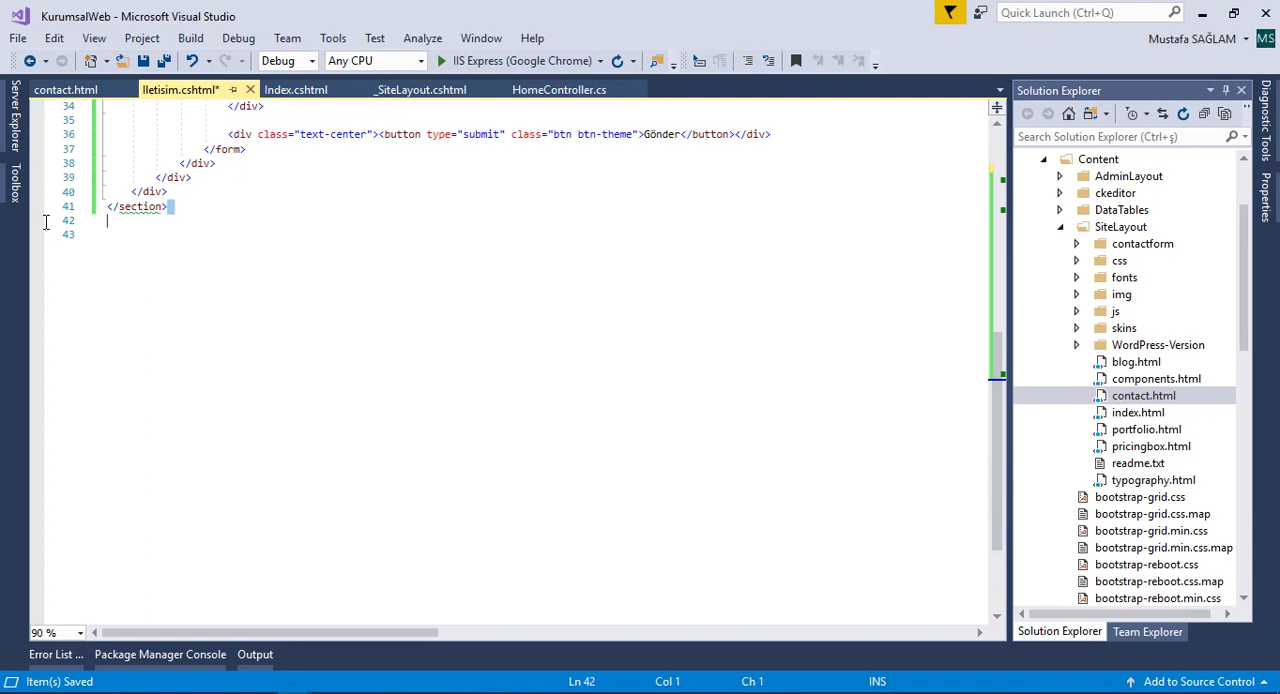 KurumsalWeb - Microsoft Visual Studio
Quick Launch (Ctrl+Q)
File Edit View Project Build Debug Team Tools Test Analyze Window Help
Mustafa SAĞLAM MS
Debug Any CPU IIS Express (Google Chrome)
contact.html Iletisim.cshtml* Index.cshtml _SiteLayout.cshtml HomeController.cs
Server Explorer
Toolbox
34 </div>
35
36 <div class="text-center"><button type="submit" class="btn btn-theme">Gönder</button></div>
37 </form>
38 </div>
39 </div>
40 </div>
41 </section>
42
43
90 %
Solution Explorer
Search Solution Explorer (Ctrl+ş)
Content
AdminLayout
ckeditor
DataTables
SiteLayout
contactform
css
fonts
img
js
skins
WordPress-Version
blog.html
components.html
contact.html
index.html
portfolio.html
pricingbox.html
readme.txt
typography.html
bootstrap-grid.css
bootstrap-grid.css.map
bootstrap-grid.min.css
bootstrap-grid.min.css.map
bootstrap-reboot.css
bootstrap-reboot.css.map
bootstrap-reboot.min.css
Solution Explorer Team Explorer
Diagnostic Tools
Properties
Error List ... Package Manager Console Output
Item(s) Saved Ln 42 Col 1 Ch 1 INS Add to Source Control